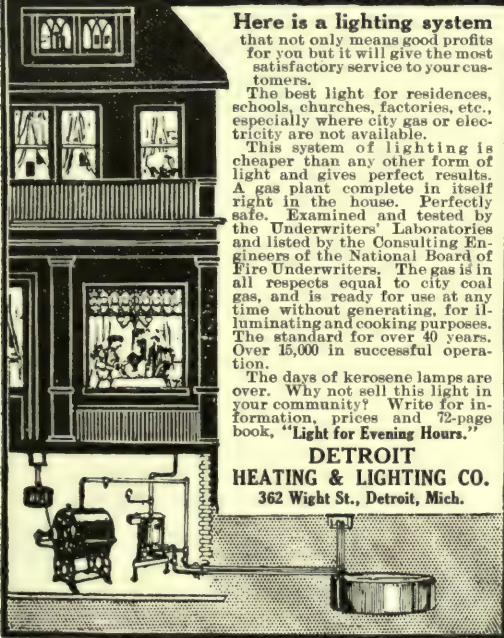 Here is a lighting system
that not only means good profits
for you but it will give the most
satisfactory service to your cus-
tomers.
The best light for residences,
schools, churches, factories, etc.,
especially where city gas or elec-
tricity are not available.
This system of lighting is
cheaper than any other form of
light and gives perfect results.
A gas plant complete in itself
right in the house. Perfectly
safe. Examined and tested by
the Underwriters' Laboratories
and listed by the Consulting En-
gineers of the National Board of
Fire Underwriters. The gas is in
all respects equal to city coal
gas, and is ready for use at any
time without generating, for il-
luminating and cooking purposes.
The standard for over 40 years.
Over 15,000 in successful opera-
tion.
The days of kerosene lamps are
over. Why not sell this light in
your community? Write for in-
formation, prices and 72-page
book, "Light for Evening Hours."
DETROIT
HEATING & LIGHTING CO.
362 Wight St., Detroit, Mich.